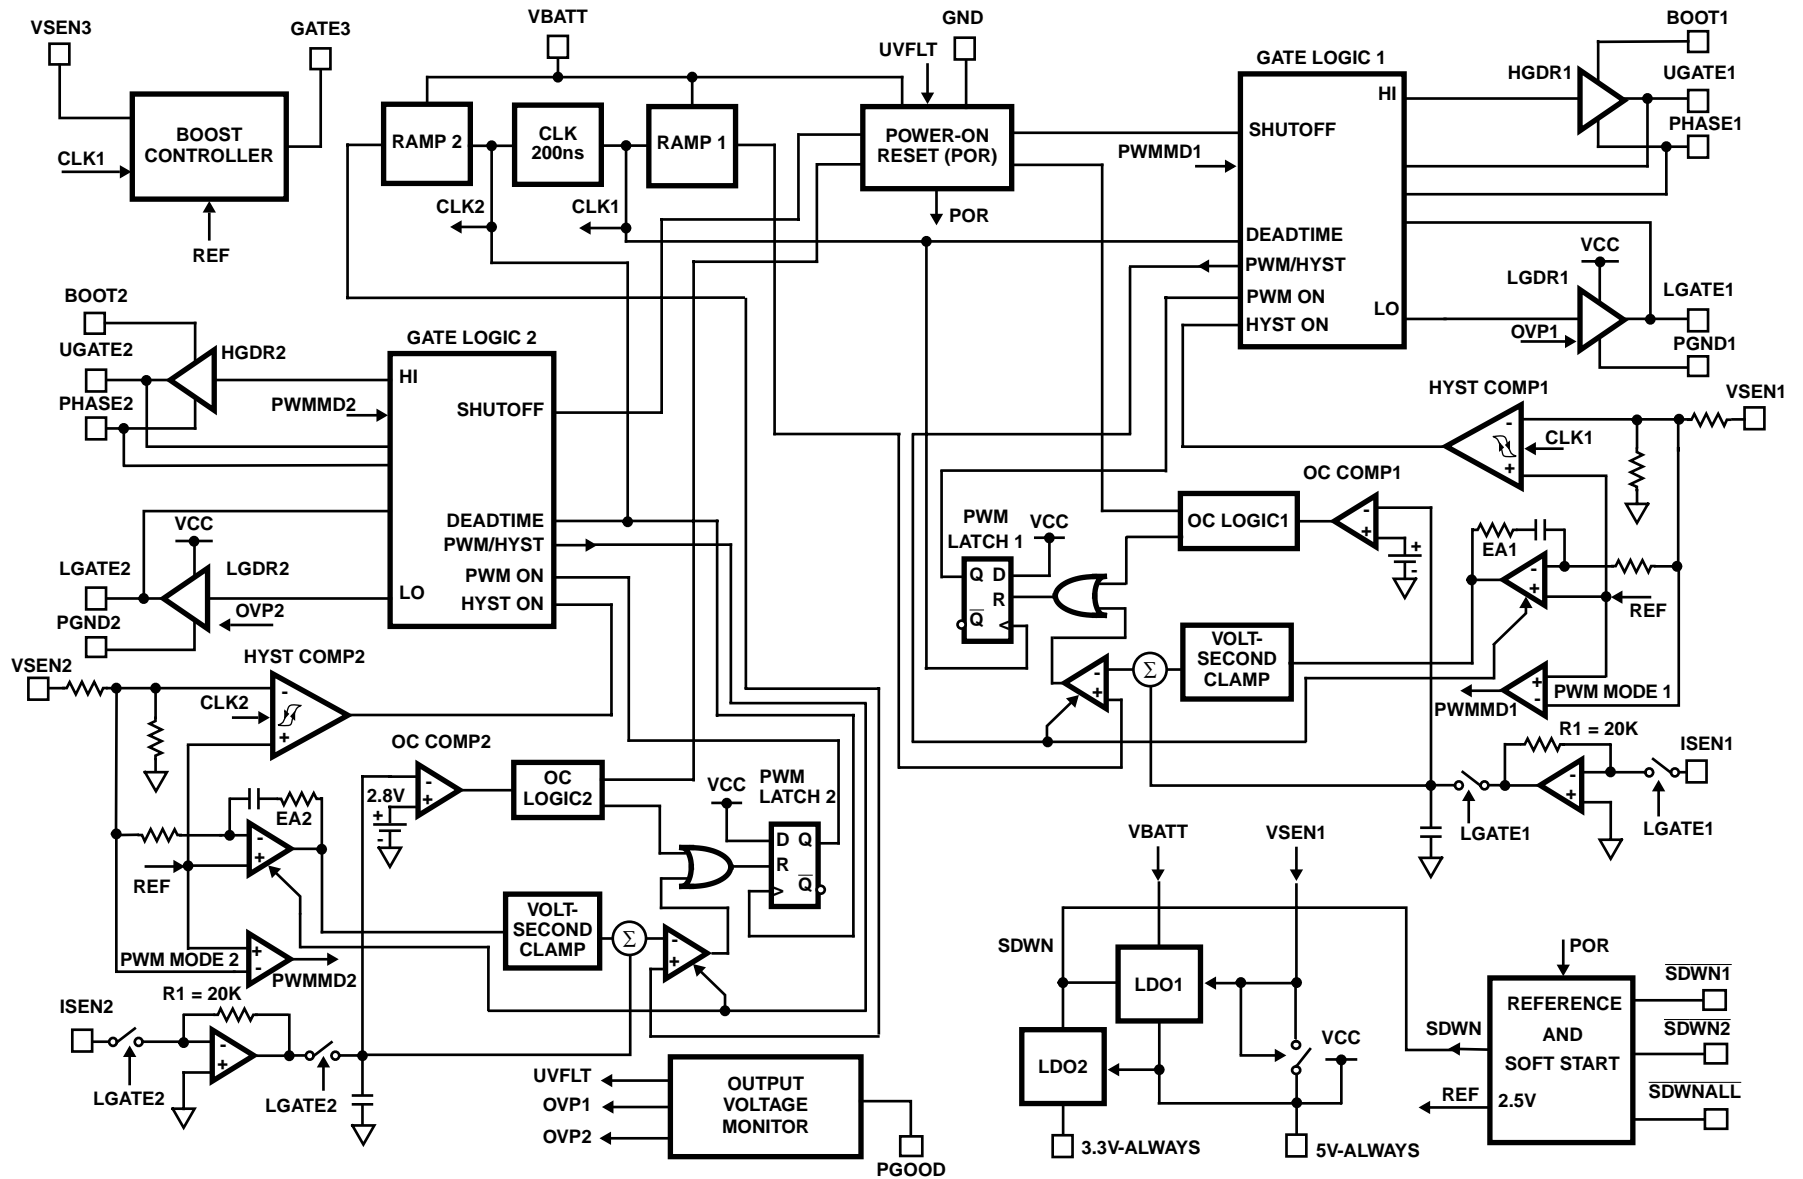 VSEN3
GATE3
VBATT
GND
UVFLT
GATE LOGIC 1
BOOT1
HGDR1
UGATE1
HI
PHASE1
BOOST
CONTROLLER
CLK1
REF
RAMP 2
CLK
200ns
RAMP 1
POWER-ON
RESET (POR)
SHUTOFF
PWMMD1
CLK2
CLK1
POR
DEADTIME
PWM/HYST
PWM ON
HYST ON
LO
VCC
LGDR1
LGATE1
OVP1
PGND1
BOOT2
UGATE2
HGDR2
PHASE2
GATE LOGIC 2
HI
PWMMD2
SHUTOFF
DEADTIME
PWM/HYST
PWM ON
HYST ON
LO
VCC
LGATE2
LGDR2
OVP2
PGND2
HYST COMP1
VSEN1
-
+
CLK1
OC COMP1
OC LOGIC1
-
+
+
-
PWM
LATCH 1
VCC
Q D
R
Q
EA1
-
+
REF
VOLT-
SECOND
CLAMP
Σ
-
+
+
-
PWM MODE 1
PWMMD1
R1 = 20K
ISEN1
-
+
LGATE1
LGATE1
VSEN2
HYST COMP2
CLK2
-
+
OC COMP2
2.8V
+
-
-
+
OC
LOGIC2
VCC
PWM
LATCH 2
D Q
R
Q
EA2
-
+
REF
VOLT-
SECOND
CLAMP
Σ
-
+
PWM MODE 2
+
-
PWMMD2
ISEN2
R1 = 20K
-
+
LGATE2
LGATE2
UVFLT
OVP1
OVP2
OUTPUT
VOLTAGE
MONITOR
PGOOD
VBATT
VSEN1
SDWN
LDO1
LDO2
VCC
3.3V-ALWAYS
5V-ALWAYS
POR
REFERENCE
AND
SOFT START
2.5V
SDWN
REF
SDWN1
SDWN2
SDWNALL